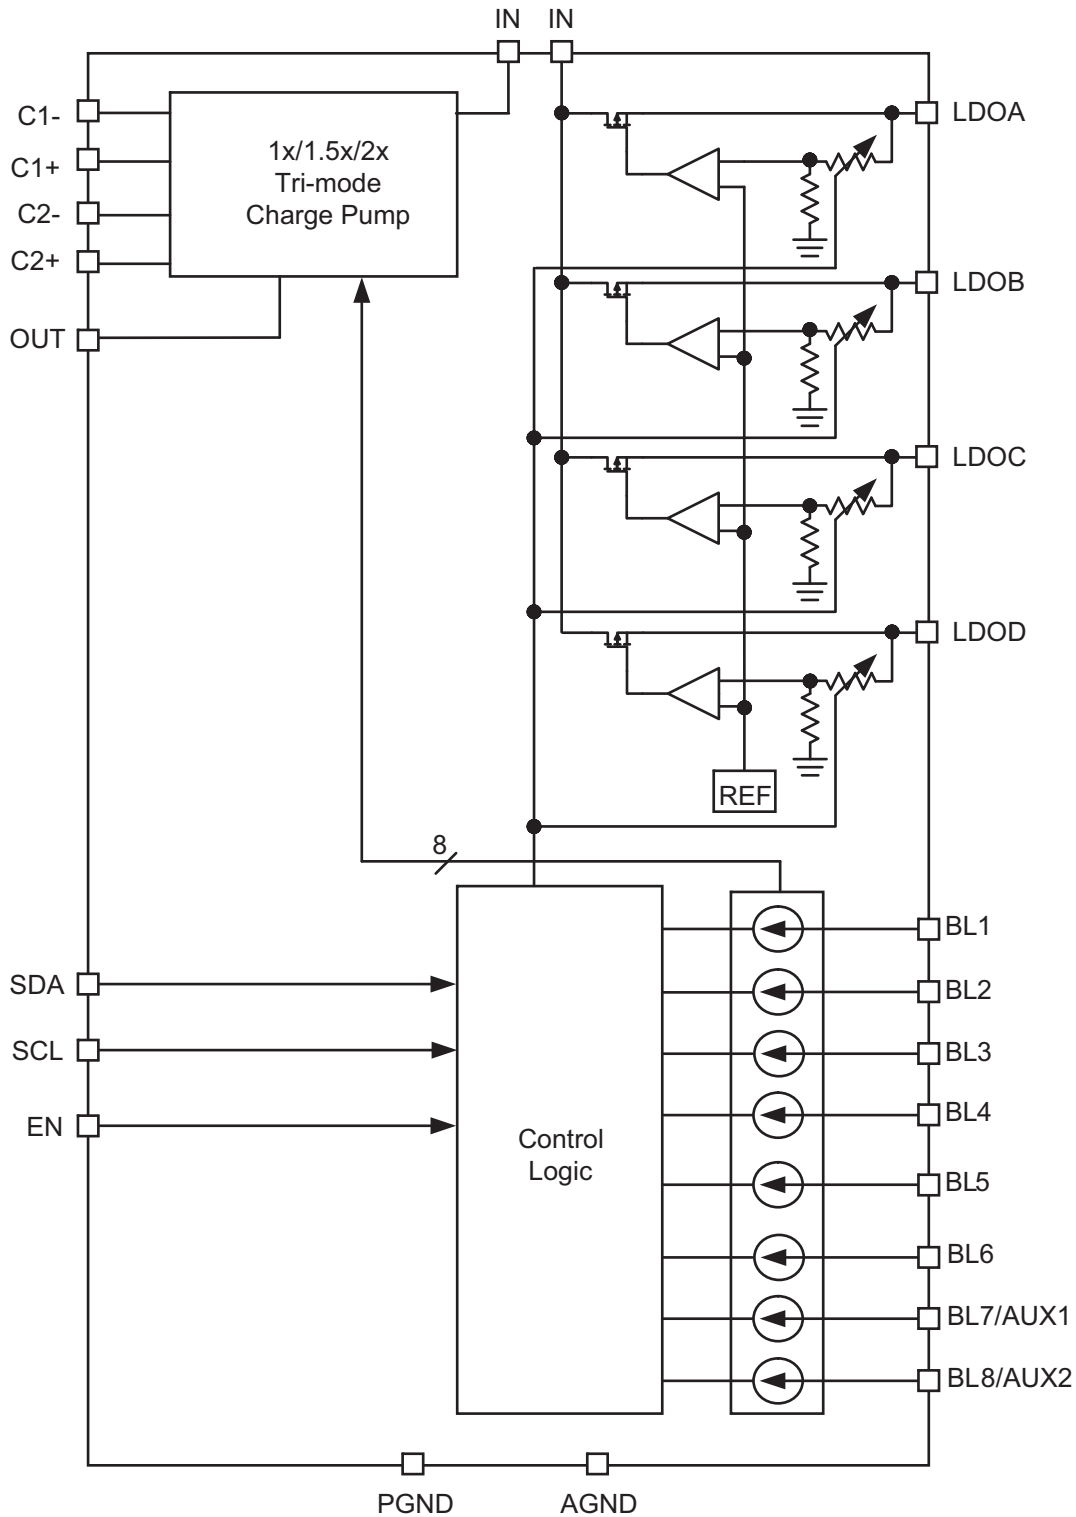 IN
IN
C1-
C1+
C2-
C2+
OUT
1x/1.5x/2x
Tri-mode
Charge Pump
LDOA
LDOB
LDOC
LDOD
REF
8
SDA
SCL
EN
Control
Logic
BL1
BL2
BL3
BL4
BL5
BL6
BL7/AUX1
BL8/AUX2
PGND
AGND